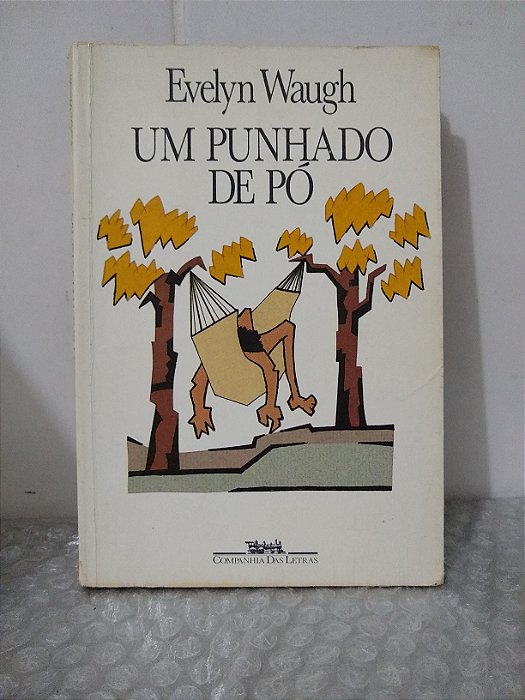 Evelyn Waugh
UM PUNHADO
DE PÓ
COMPANHIA DAS LETRAS